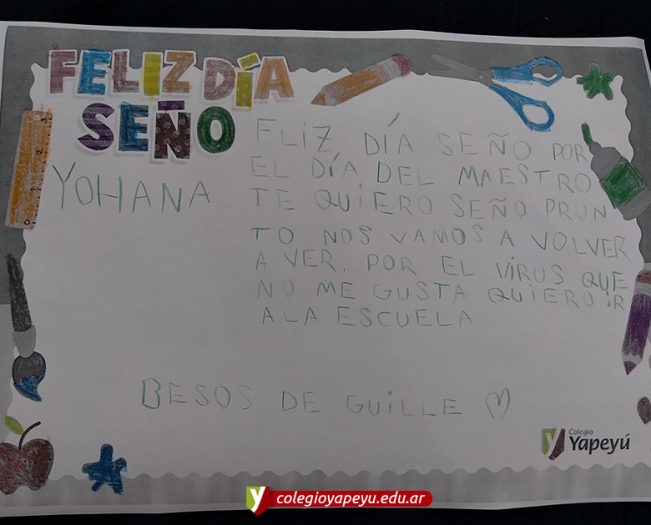 FELIZ DÍA
SEÑO
YOHANA
FLIZ DÍA SEÑO POR
EL DÍA DEL MAESTRO
TE QUIERO SEÑO PRON
TO NOS VAMOS A VOLVER
A VER. POR EL VIRUS QUE
NO ME GUSTA QUIERO IR
A LA ESCUELA
BESOS DE GUILLE
Colegio
Yapeyú
colegioyapeyu.edu.ar